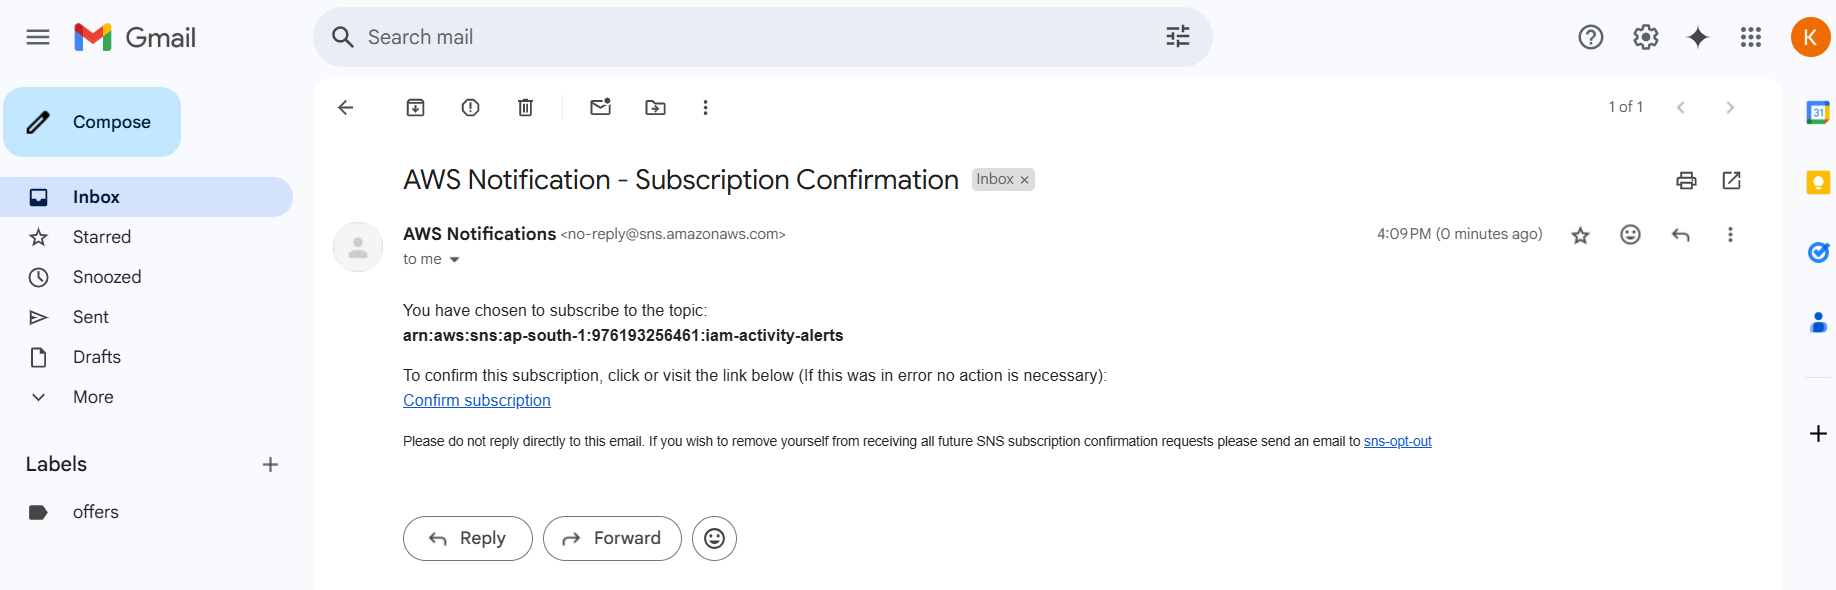 Gmail
Search mail
K
Compose
1 of 1
31
Inbox
Starred
Snoozed
Sent
Drafts
More
Labels
offers
AWS Notification - Subscription Confirmation
Inbox ×
AWS Notifications <no-reply@sns.amazonaws.com>
4:09 PM (0 minutes ago)
to me
You have chosen to subscribe to the topic:
arn:aws:sns:ap-south-1:976193256461:iam-activity-alerts
To confirm this subscription, click or visit the link below (If this was in error no action is necessary):
Confirm subscription
Please do not reply directly to this email. If you wish to remove yourself from receiving all future SNS subscription confirmation requests please send an email to sns-opt-out
Reply
Forward